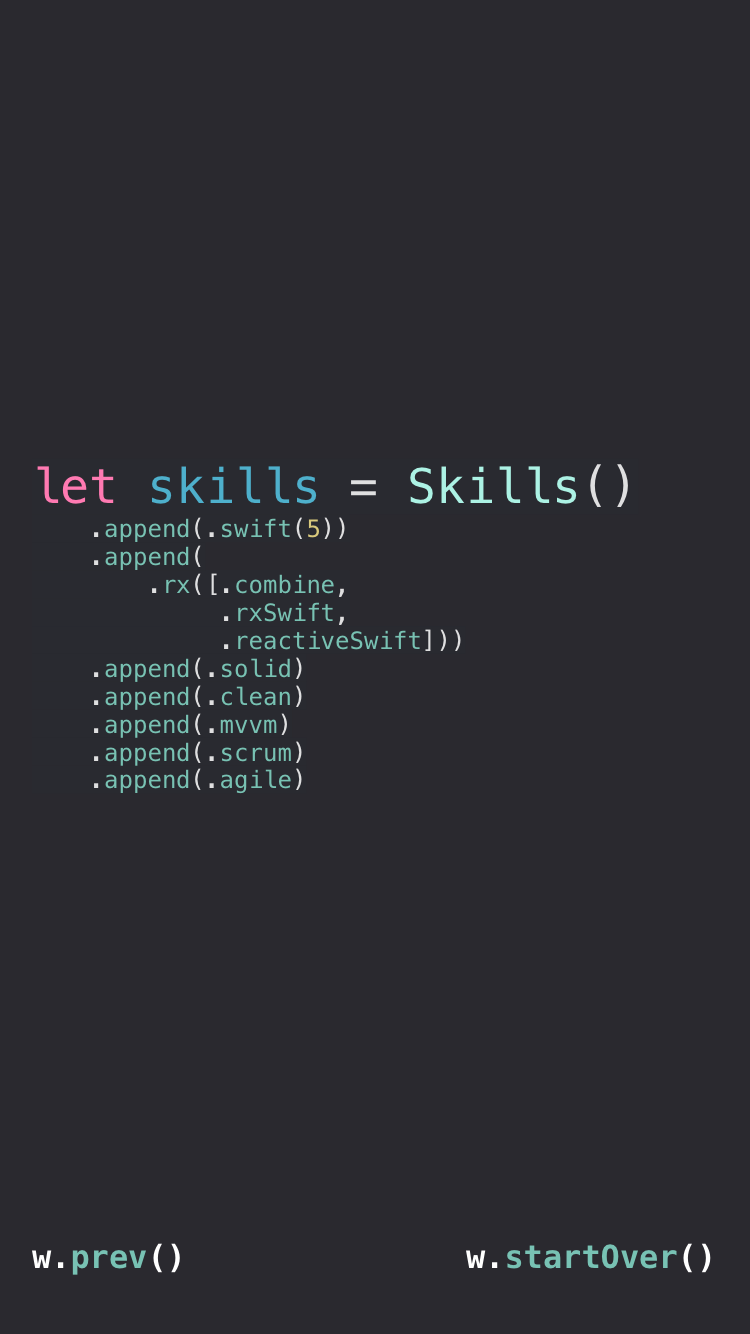 let skills = Skills()
.append(.swift(5))
.append(
.rx([.combine,
.rxSwift,
.reactiveSwift]))
.append(.solid)
.append(.clean)
.append(.mvvm)
.append(.scrum)
.append(.agile)
w.prev()
w.startOver()